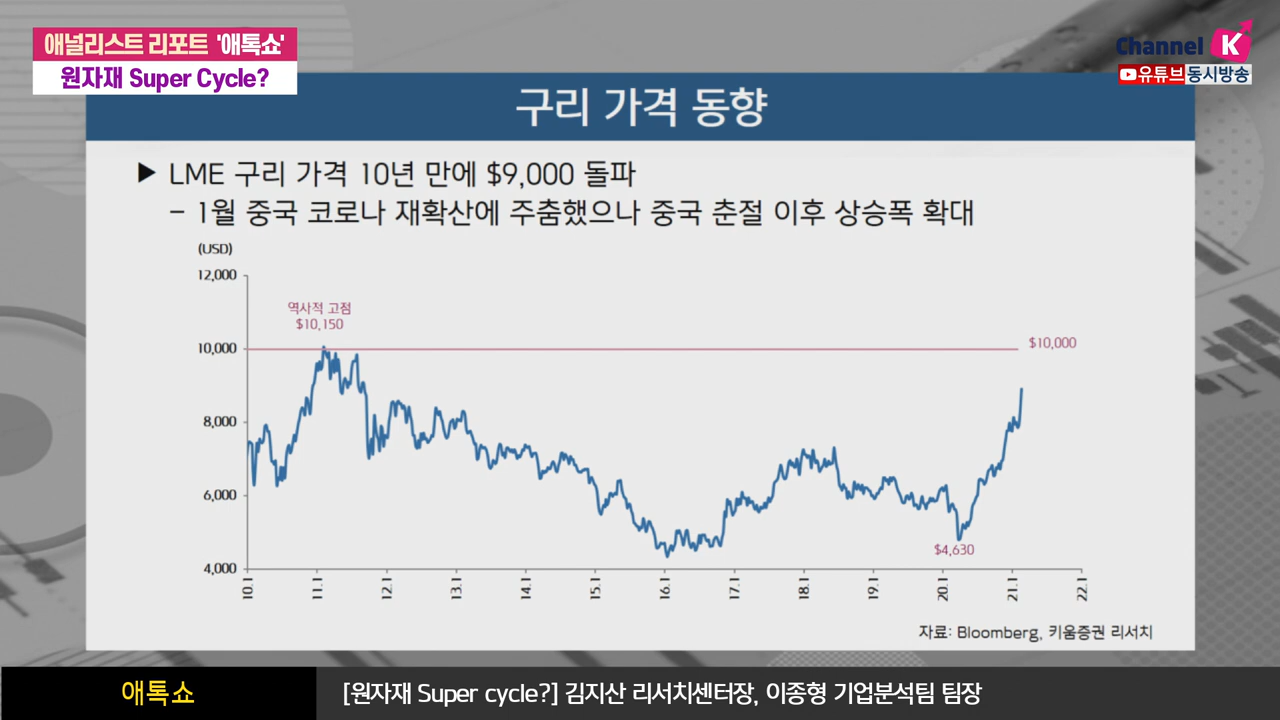 애널리스트 리포트 '애톡쇼'
원자재 Super Cycle?
Channel K
유튜브동시방송
구리 가격 동향
▶ LME 구리 가격 10년 만에 $9,000 돌파
- 1월 중국 코로나 재확산에 주춤했으나 중국 춘절 이후 상승폭 확대
(USD)
12,000
역사적 고점
$10,150
10,000
$10,000
8,000
6,000
$4,630
4,000
10.1 11.1 12.1 13.1 14.1 15.1 16.1 17.1 18.1 19.1 20.1 21.1 22.1
자료: Bloomberg, 키움증권 리서치
애톡쇼
[원자재 Super cycle?] 김지산 리서치센터장, 이종형 기업분석팀 팀장